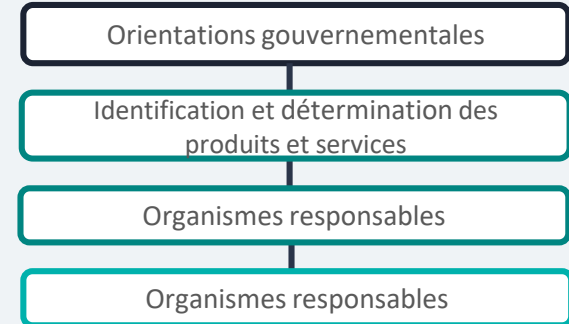 Orientations gouvernementales
Identification et détermination des
produits et services
Organismes responsables
Organismes responsables